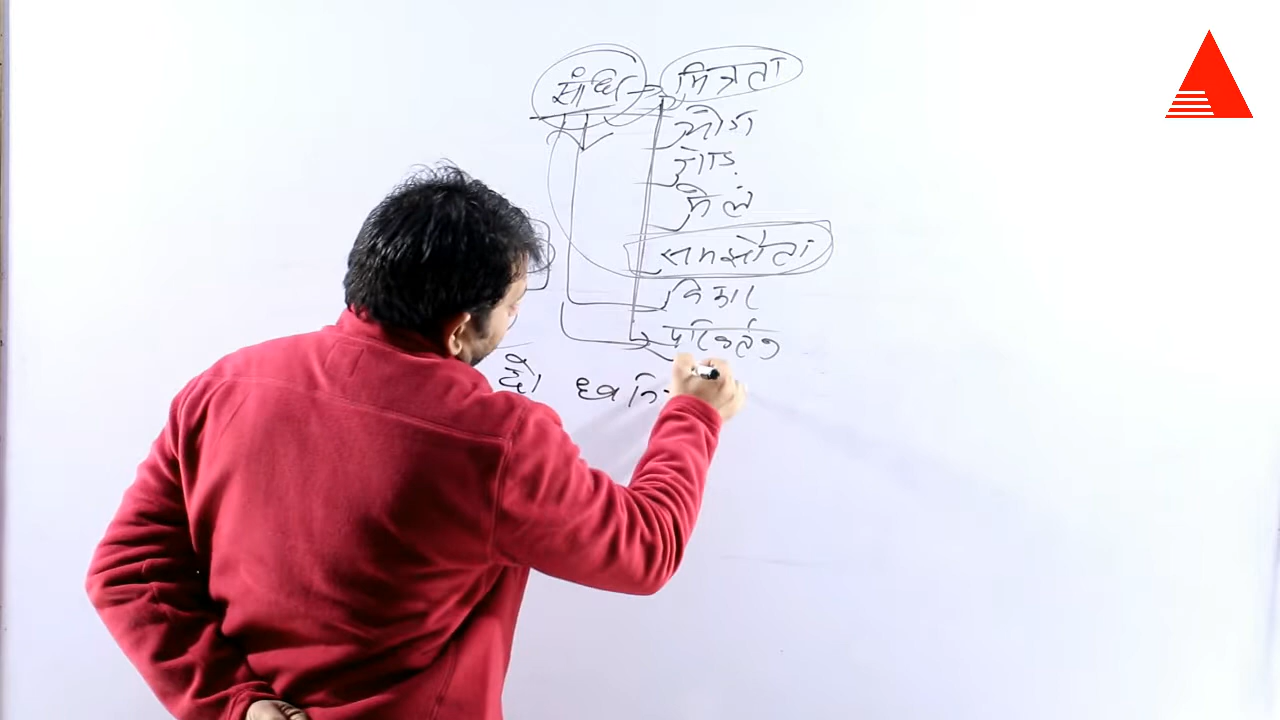 संधि → मित्रता
जोड़
मेल
समझौता
विकार
परिवर्तन
दो ध्वनि